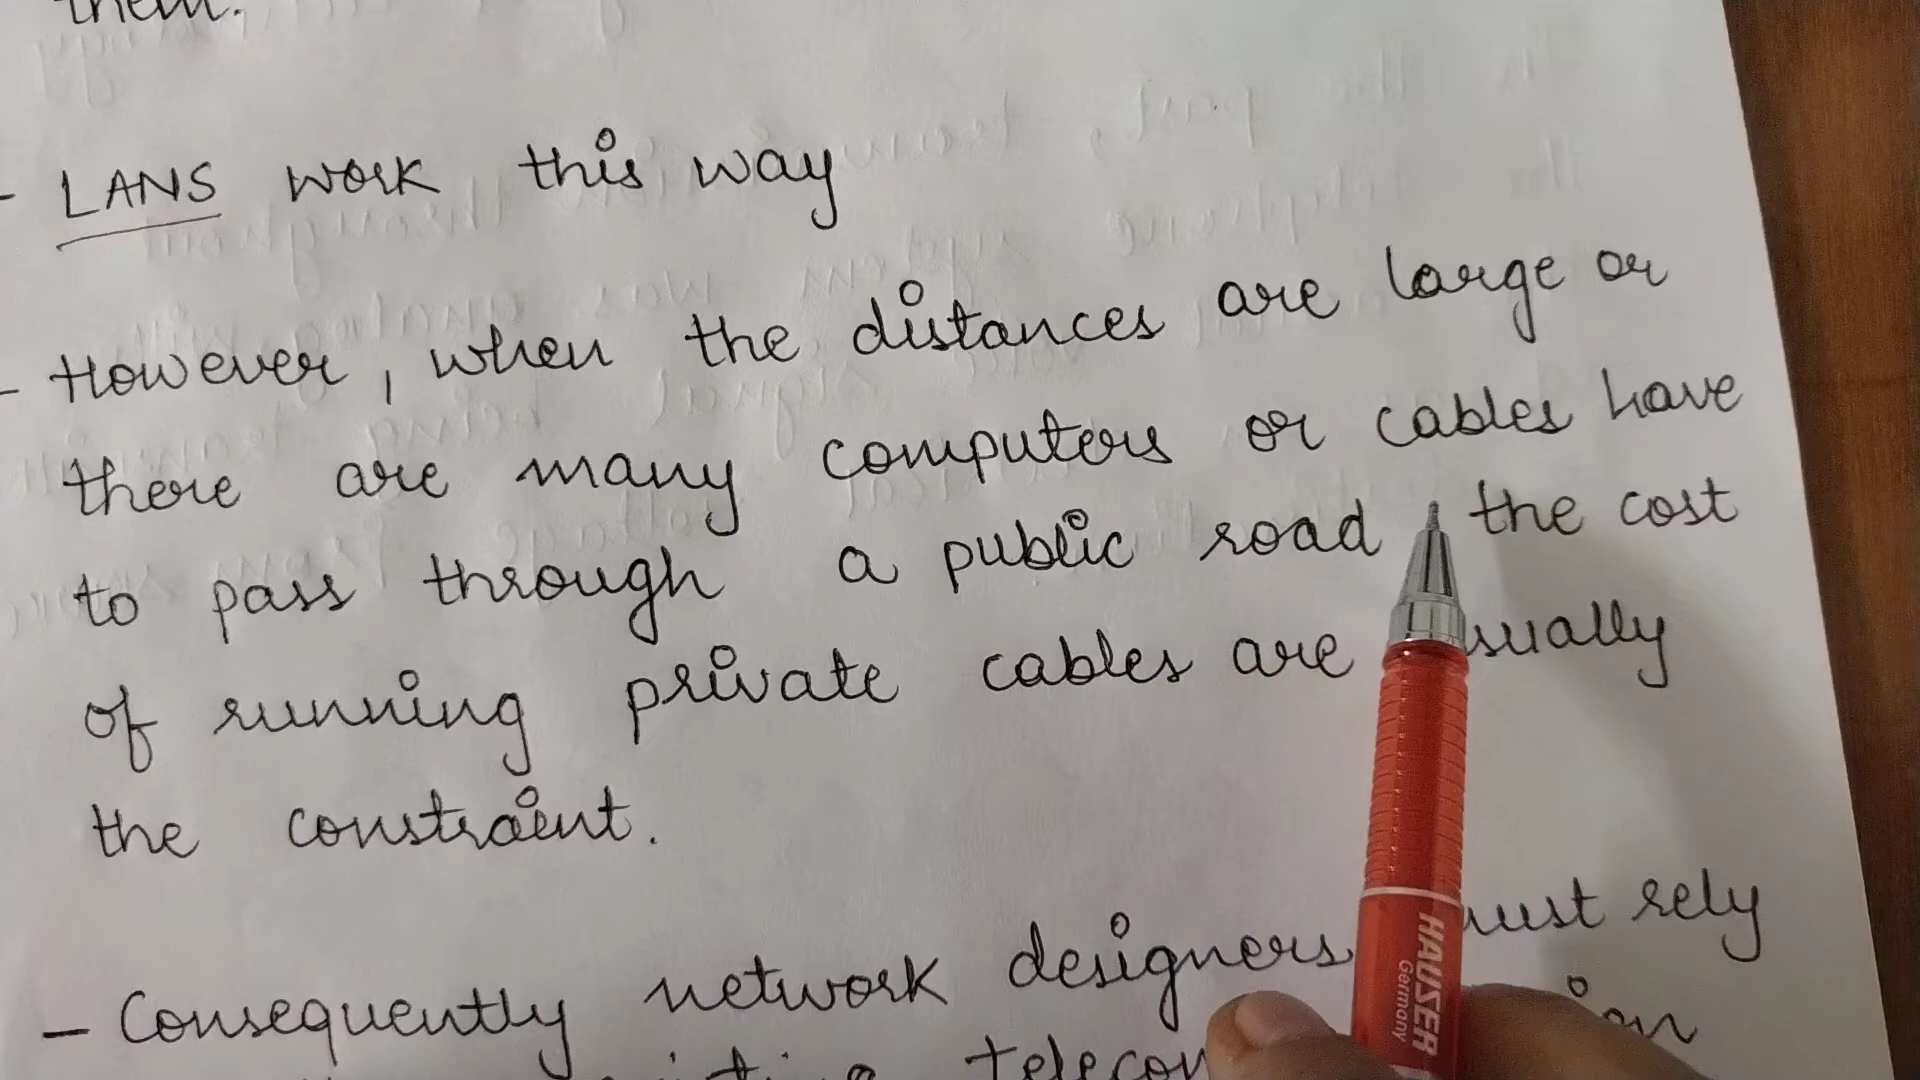 them.
- LANS work this way
- However, when the distances are large or
there are many computers or cables have
to pass through a public road, the cost
of running private cables are usually
the constraint.
- Consequently network designers must rely
HAUSER
Germany